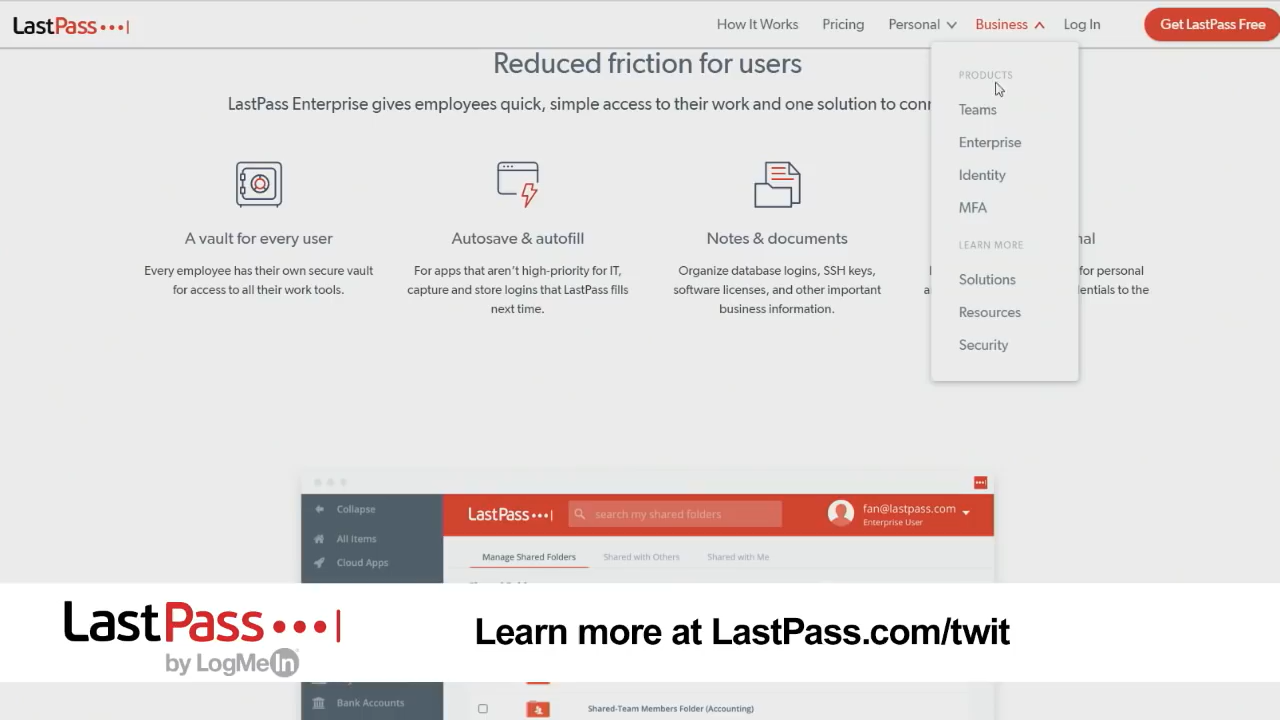 LastPass
How It Works
Pricing
Personal
Business
Log In
Get LastPass Free
Reduced friction for users
LastPass Enterprise gives employees quick, simple access to their work and one solution to
PRODUCTS
Teams
Enterprise
Identity
MFA
LEARN MORE
Solutions
Resources
Security
A vault for every user
Every employee has their own secure vault
for access to all their work tools.
Autosave & autofill
For apps that aren't high-priority for IT,
capture and store logins that LastPass fills
next time.
Notes & documents
Organize database logins, SSH keys,
software licenses, and other important
business information.
for personal
to the
Collapse
All Items
Cloud Apps
LastPass
search my shared folders
fan@lastpass.com
Enterprise User
Manage Shared Folders
Shared with Others
Shared with Me
LastPass
by LogMeIn
Learn more at LastPass.com/twit
Bank Accounts
Shared-Team Members Folder (Accounting)